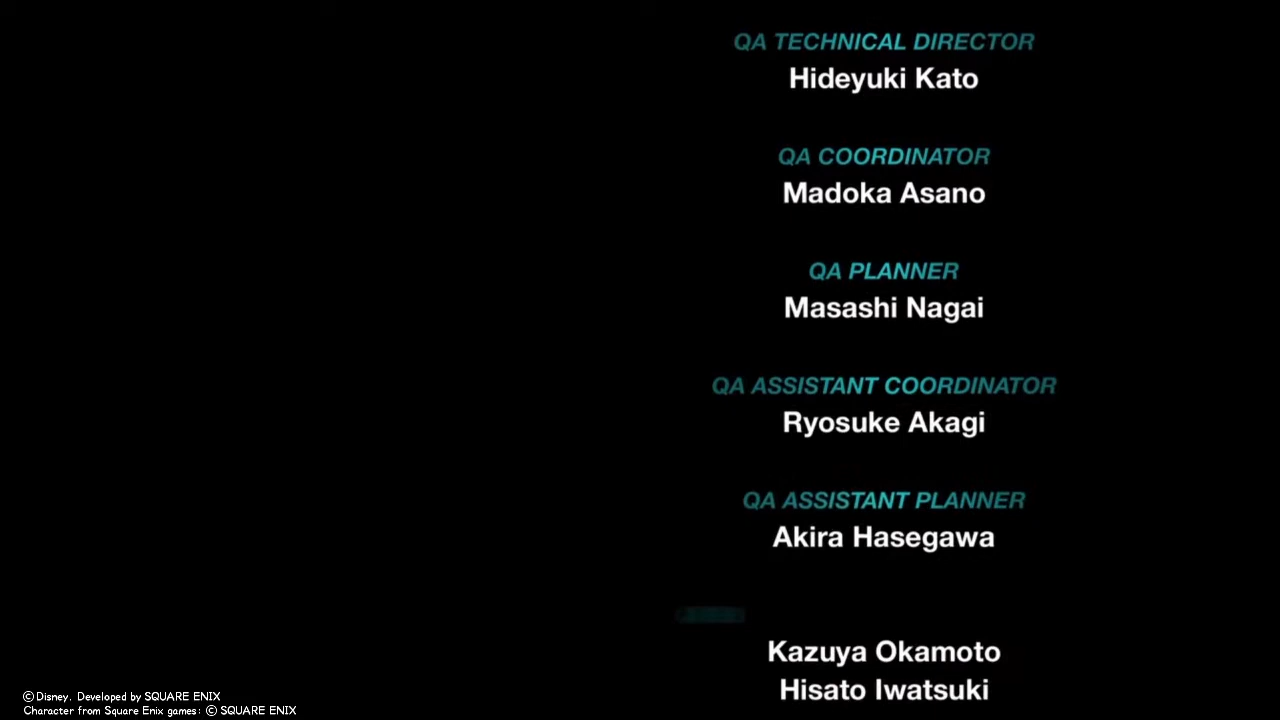 QA TECHNICAL DIRECTOR
Hideyuki Kato
QA COORDINATOR
Madoka Asano
QA PLANNER
Masashi Nagai
QA ASSISTANT COORDINATOR
Ryosuke Akagi
QA ASSISTANT PLANNER
Akira Hasegawa
Kazuya Okamoto
Hisato Iwatsuki
©Disney. Developed by SQUARE ENIX
Character from Square Enix games: © SQUARE ENIX